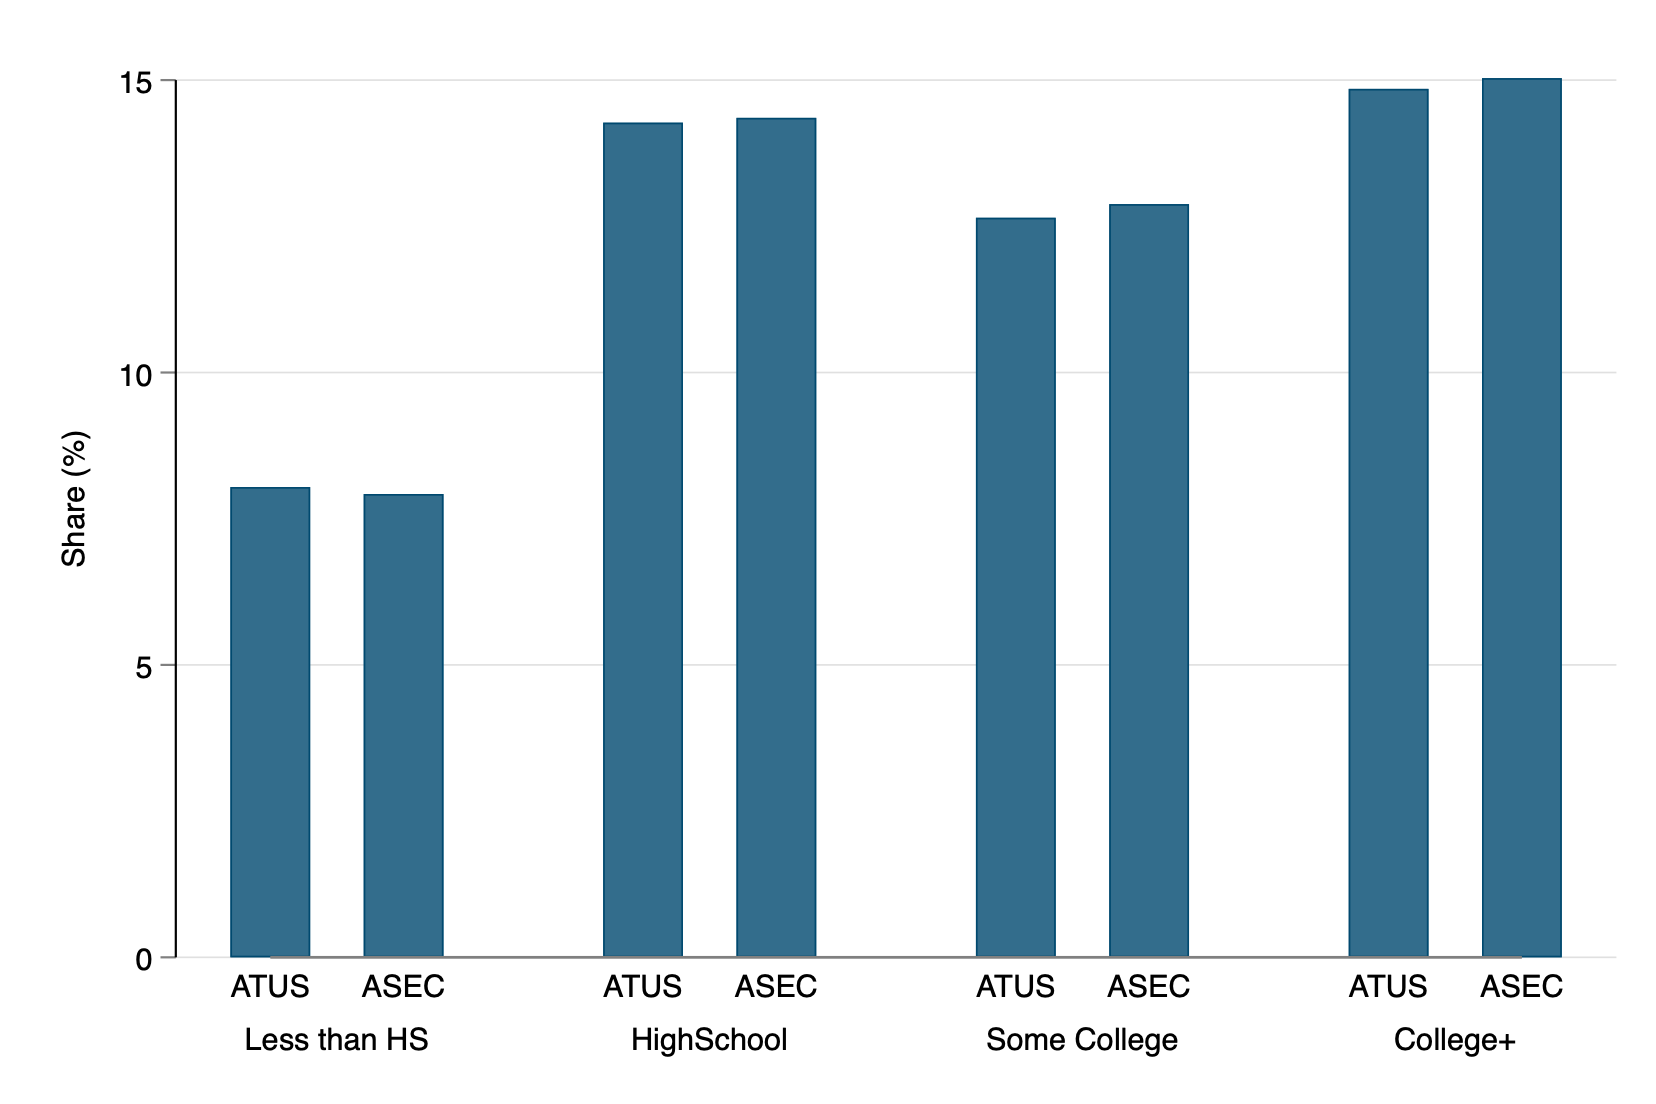 Share (%)
15
10
5
0
ATUS ASEC ATUS ASEC ATUS ASEC ATUS ASEC
Less than HS HighSchool Some College College+